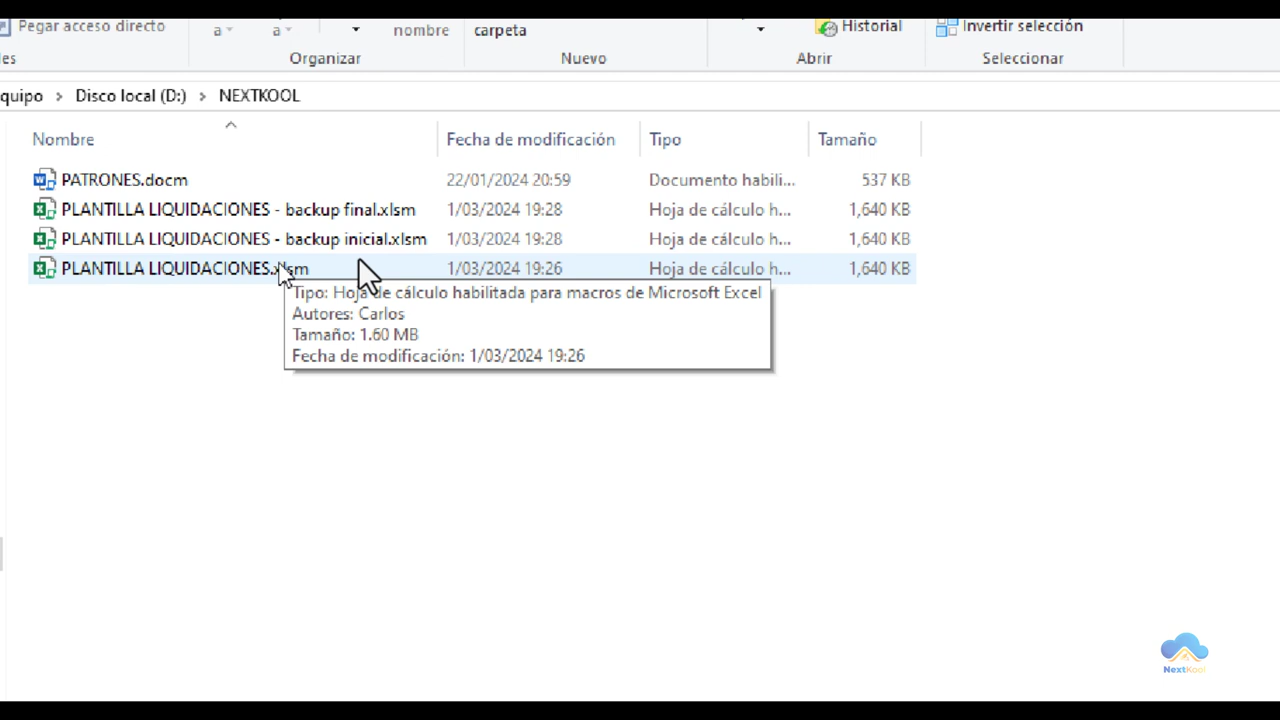 Pegar acceso directo
nombre
carpeta
Historial
Invertir selección
es
Organizar
Nuevo
Abrir
Seleccionar
quipo > Disco local (D:) > NEXTKOOL
Nombre Fecha de modificación Tipo Tamaño
PATRONES.docm 22/01/2024 20:59 Documento habili... 537 KB
PLANTILLA LIQUIDACIONES - backup final.xlsm 1/03/2024 19:28 Hoja de cálculo h... 1,640 KB
PLANTILLA LIQUIDACIONES - backup inicial.xlsm 1/03/2024 19:28 Hoja de cálculo h... 1,640 KB
PLANTILLA LIQUIDACIONES.xlsm 1/03/2024 19:26 Hoja de cálculo h... 1,640 KB
Tipo: Hoja de cálculo habilitada para macros de Microsoft Excel
Autores: Carlos
Tamaño: 1.60 MB
Fecha de modificación: 1/03/2024 19:26
NextKool